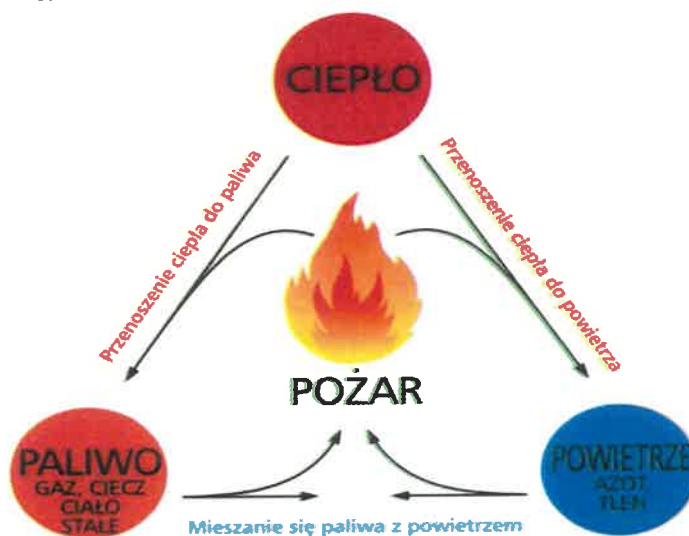 CIEPŁO
Przenoszenie ciepła do paliwa
Przenoszenie ciepła do powietrza
POŻAR
PALIWO
GAZ, CIECZ
CIAŁO
STAŁE
POWIETRZE
AZOT
TLEN
Mieszanie się paliwa z powietrzem